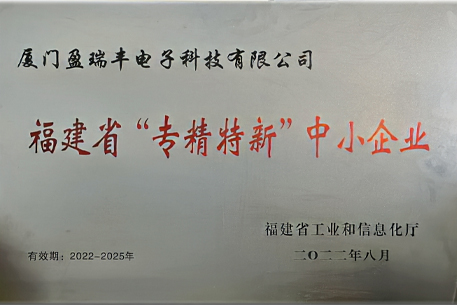 厦门盈瑞丰电子科技有限公司
福建省“专精特新”中小企业
福建省工业和信息化厅
有效期：2022-2025年
二〇二二年八月